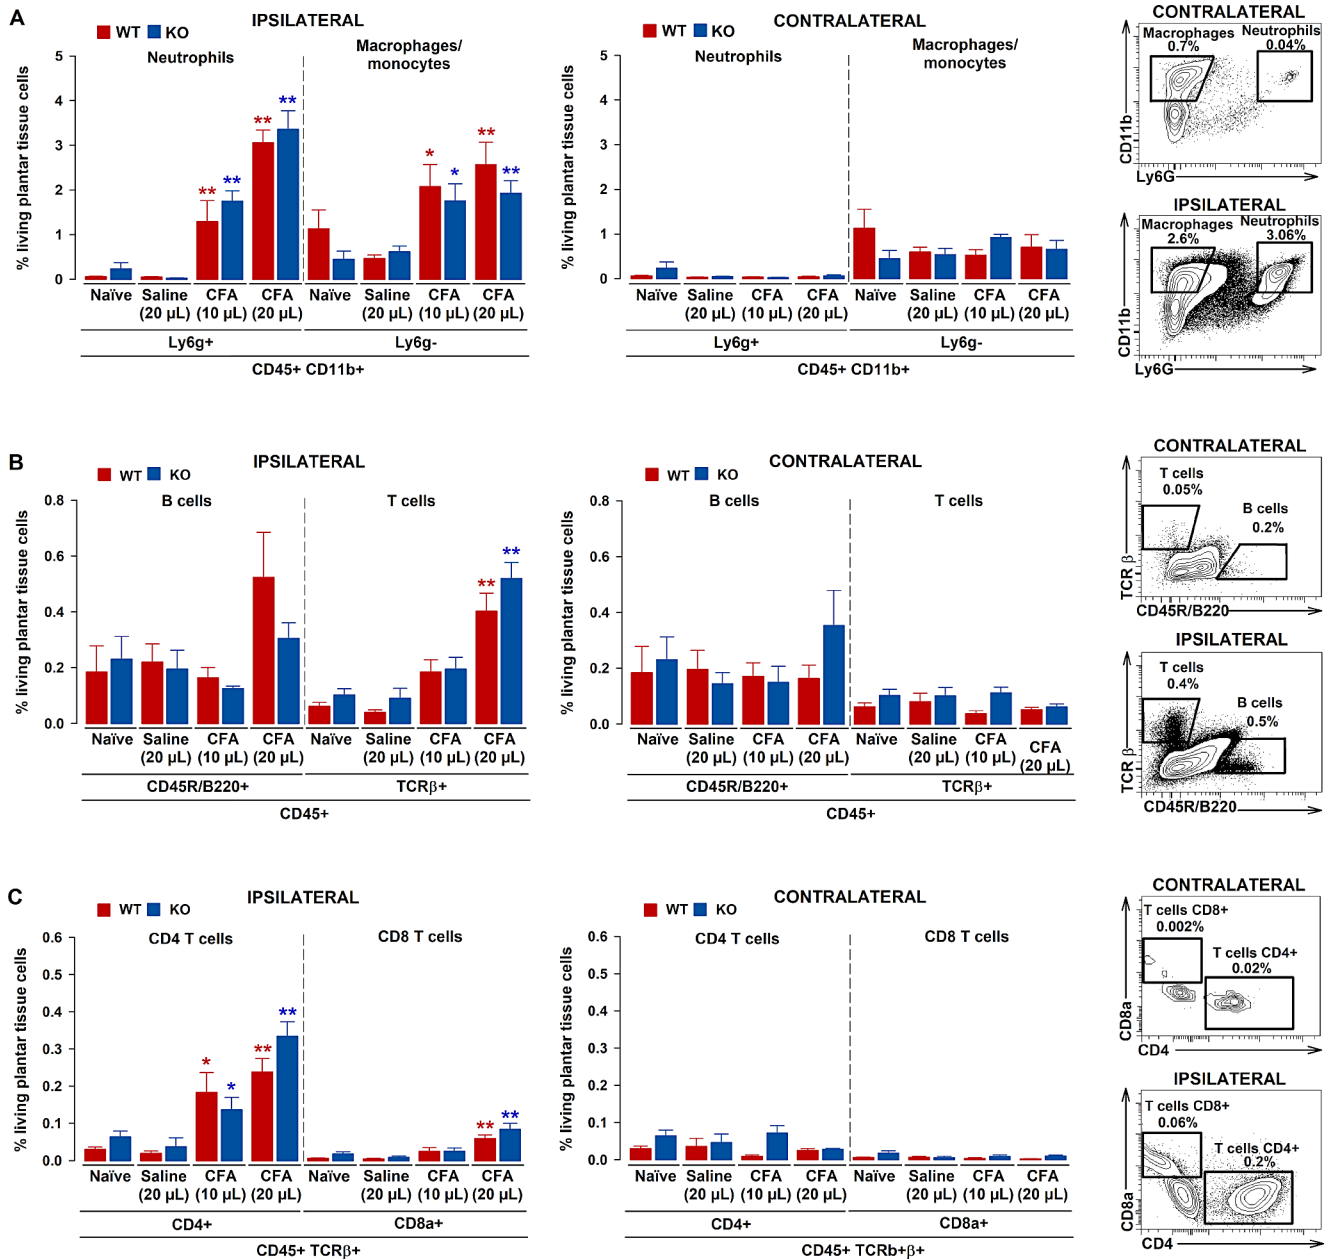 A
IPSILATERAL
WT KO
Neutrophils
Macrophages/
monocytes
% living plantar tissue cells
5
4
3
2
1
0
** ** ** ** * * ** **
Naïve Saline CFA CFA Naïve Saline CFA CFA
(20 µL) (10 µL) (20 µL) (20 µL) (10 µL) (20 µL)
Ly6g+ Ly6g-
CD45+ CD11b+
CONTRALATERAL
WT KO
Neutrophils
Macrophages/
monocytes
% living plantar tissue cells
5
4
3
2
1
0
Naïve Saline CFA CFA Naïve Saline CFA CFA
(20 µL) (10 µL) (20 µL) (20 µL) (10 µL) (20 µL)
Ly6g+ Ly6g-
CD45+ CD11b+
CONTRALATERAL
Macrophages Neutrophils
0.7% 0.04%
CD11b
Ly6G
IPSILATERAL
Macrophages Neutrophils
2.6% 3.06%
CD11b
Ly6G
B
IPSILATERAL
WT KO
B cells T cells
% living plantar tissue cells
0.8
0.6
0.4
0.2
0.0
** **
Naïve Saline CFA CFA Naïve Saline CFA CFA
(20 µL) (10 µL) (20 µL) (20 µL) (10 µL) (20 µL)
CD45R/B220+ TCRβ+
CD45+
CONTRALATERAL
WT KO
B cells T cells
% living plantar tissue cells
0.8
0.6
0.4
0.2
0.0
Naïve Saline CFA CFA Naïve Saline CFA CFA
(20 µL) (10 µL) (20 µL) (20 µL) (10 µL) (20 µL)
CD45R/B220+ TCRβ+
CD45+
CONTRALATERAL
T cells
0.05%
B cells
0.2%
TCR β
CD45R/B220
IPSILATERAL
T cells
0.4%
B cells
0.5%
TCR β
CD45R/B220
C
IPSILATERAL
WT KO
CD4 T cells CD8 T cells
% living plantar tissue cells
0.6
0.5
0.4
0.3
0.2
0.1
0.0
* * ** ** ** **
Naïve Saline CFA CFA Naïve Saline CFA CFA
(20 µL) (10 µL) (20 µL) (20 µL) (10 µL) (20 µL)
CD4+ CD8a+
CD45+ TCRβ+
CONTRALATERAL
WT KO
CD4 T cells CD8 T cells
% living plantar tissue cells
0.6
0.5
0.4
0.3
0.2
0.1
0.0
Naïve Saline CFA CFA Naïve Saline CFA CFA
(20 µL) (10 µL) (20 µL) (20 µL) (10 µL) (20 µL)
CD4+ CD8a+
CD45+ TCRb+β+
CONTRALATERAL
T cells CD8+
0.002%
T cells CD4+
0.02%
CD8a
CD4
IPSILATERAL
T cells CD8+
0.06%
T cells CD4+
0.2%
CD8a
CD4